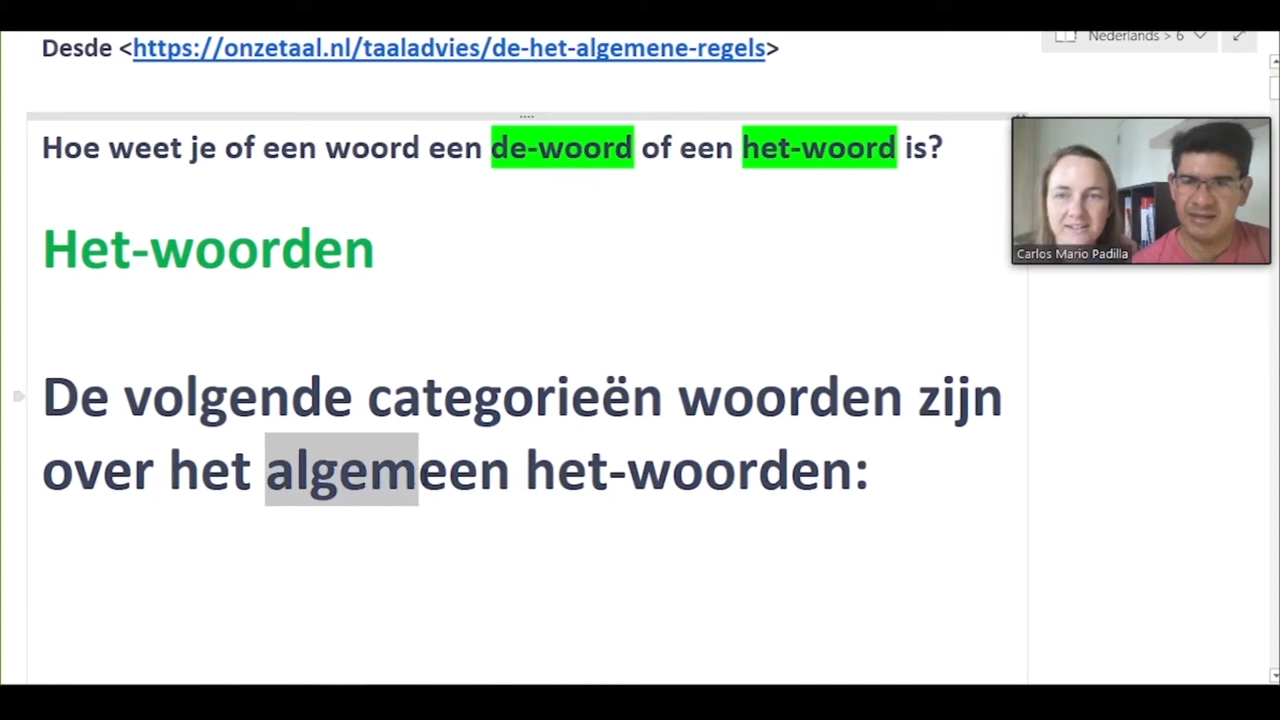 Desde <https://onzetaal.nl/taaladvies/de-het-algemene-regels>
Nederlands > 6
Hoe weet je of een woord een de-woord of een het-woord is?
Carlos Mario Padilla
Het-woorden
De volgende categorieën woorden zijn
over het algemeen het-woorden: